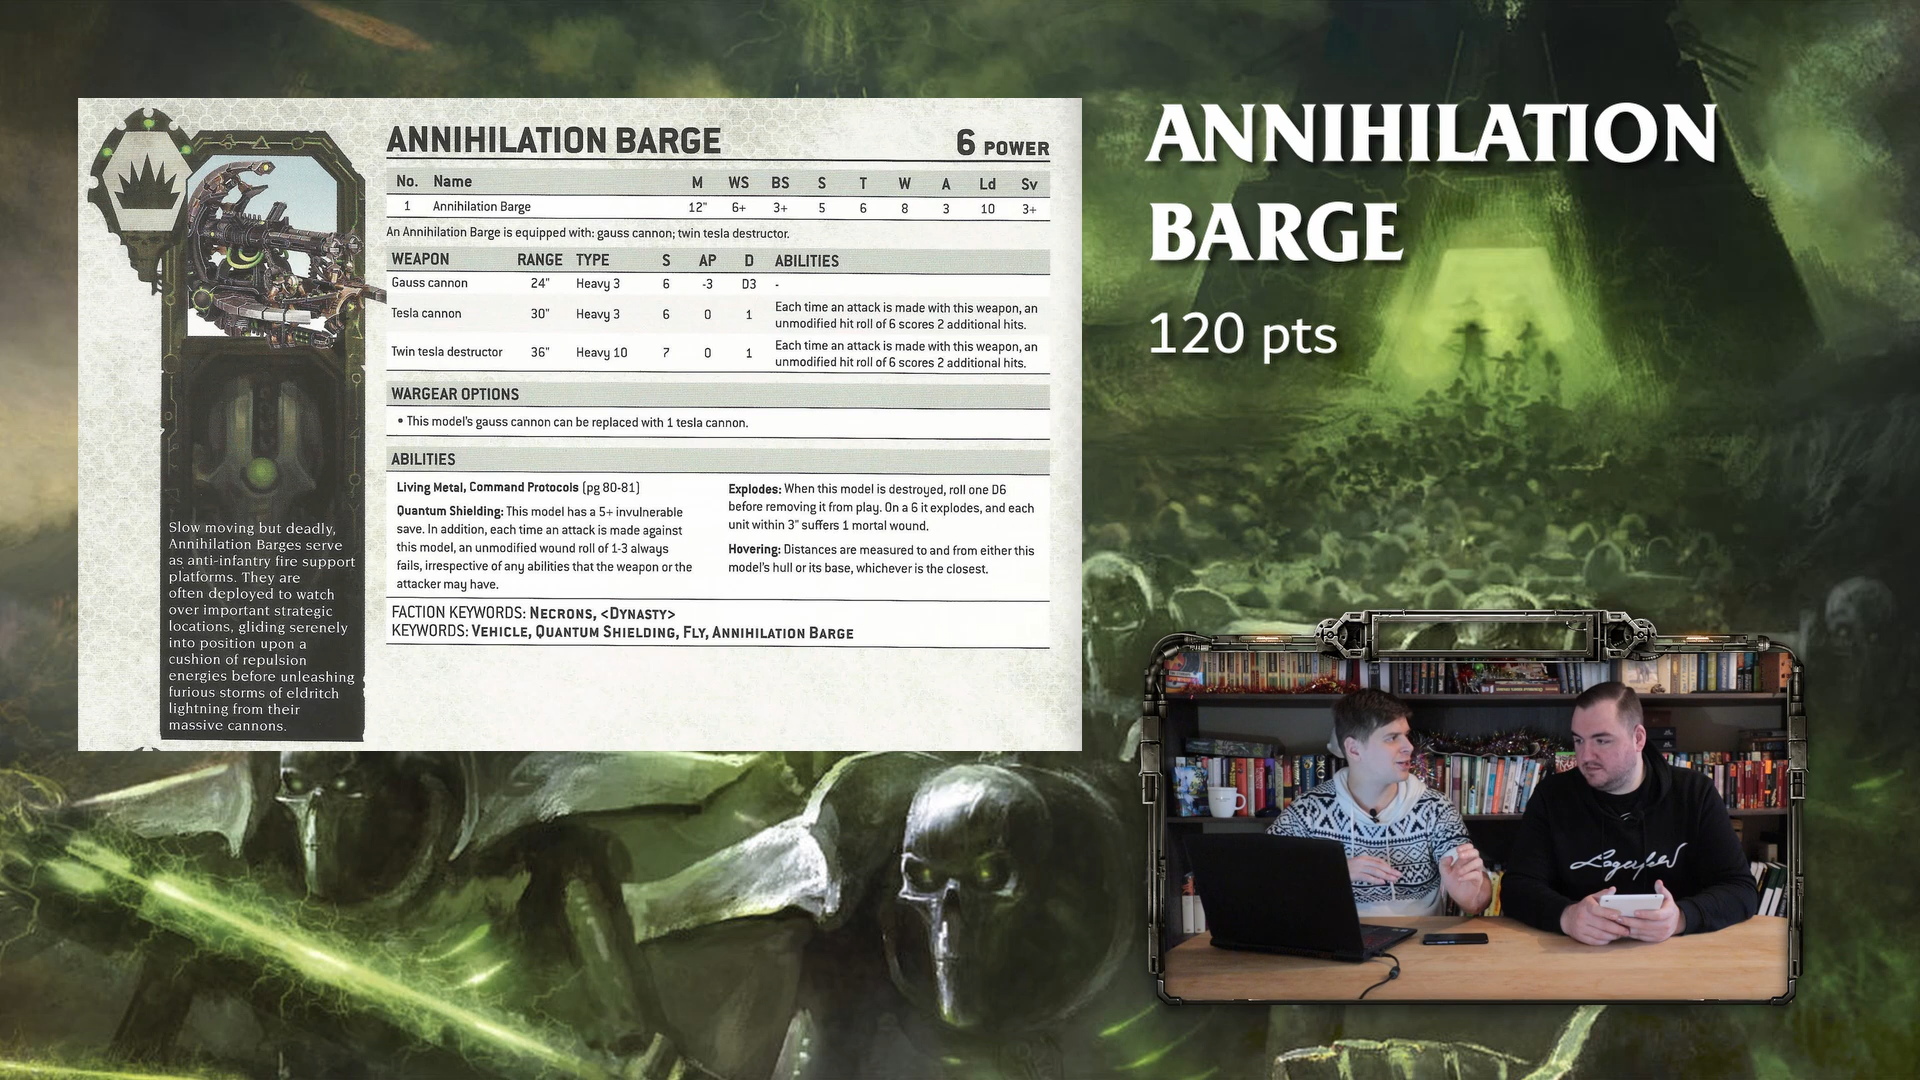 ANNIHILATION BARGE
6 POWER
No. Name M WS BS S T W A Ld Sv
1 Annihilation Barge 12" 6+ 3+ 5 6 8 3 10 3+
An Annihilation Barge is equipped with: gauss cannon; twin tesla destructor.
WEAPON RANGE TYPE S AP D ABILITIES
Gauss cannon 24" Heavy 3 6 -3 D3 -
Tesla cannon 30" Heavy 3 6 0 1 Each time an attack is made with this weapon, an
unmodified hit roll of 6 scores 2 additional hits.
Twin tesla destructor 36" Heavy 10 7 0 1 Each time an attack is made with this weapon, an
unmodified hit roll of 6 scores 2 additional hits.
WARGEAR OPTIONS
• This model's gauss cannon can be replaced with 1 tesla cannon.
ABILITIES
Living Metal, Command Protocols (pg 80-81)
Quantum Shielding: This model has a 5+ invulnerable
save. In addition, each time an attack is made against
this model, an unmodified wound roll of 1-3 always
fails, irrespective of any abilities that the weapon or the
attacker may have.
Explodes: When this model is destroyed, roll one D6
before removing it from play. On a 6 it explodes, and each
unit within 3" suffers 1 mortal wound.
Hovering: Distances are measured to and from either this
model's hull or its base, whichever is the closest.
FACTION KEYWORDS: NECRONS, <DYNASTY>
KEYWORDS: VEHICLE, QUANTUM SHIELDING, FLY, ANNIHILATION BARGE
Slow moving but deadly,
Annihilation Barges serve
as anti-infantry fire support
platforms. They are
often deployed to watch
over important strategic
locations, gliding serenely
into position upon a
cushion of repulsion
energies before unleashing
furious storms of eldritch
lightning from their
massive cannons.
ANNIHILATION
BARGE
120 pts
Lagerfeld